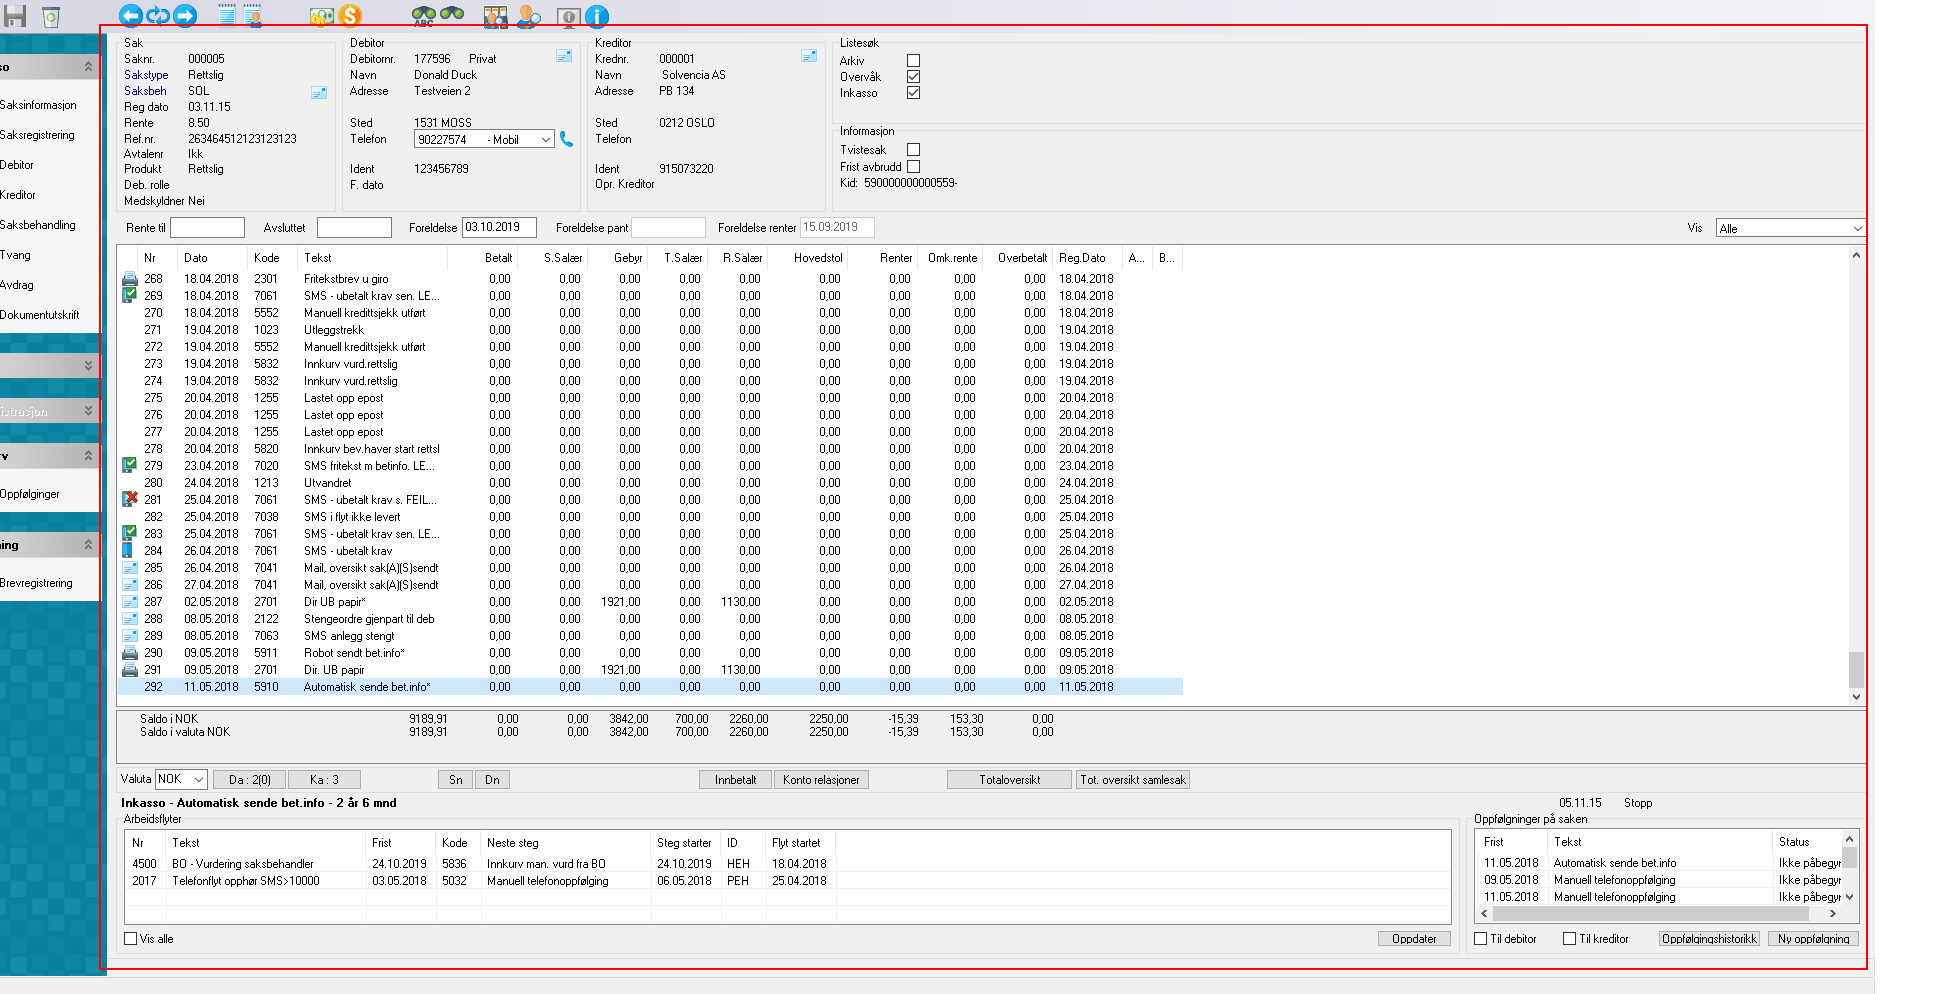 ABC
so
Saksinformasjon
Saksregistrering
Debitor
Kreditor
Saksbehandling
Tvang
Avdrag
Dokumentutskrift
istrasjon
rv
Oppfølginger
ning
Brevregistrering
Sak
Saksnr. 000005
Sakstype Rettslig
Saksbeh SOL
Reg dato 03.11.15
Rente 8.50
Ref.nr. 263464512123123123
Avtalenr Ikk
Produkt Rettslig
Deb. rolle
Medskyldner Nei
Debitor
Debitornr. 177596 Privat
Navn Donald Duck
Adresse Testveien 2
Sted 1531 MOSS
Telefon 90227574 - Mobil
Ident 123456789
F. dato
Kreditor
Krednr. 000001
Navn Solvencia AS
Adresse PB 134
Sted 0212 OSLO
Telefon
Ident 915073220
Opr. Kreditor
Listesøk
Arkiv
Overvåk
Inkasso
Informasjon
Tvistesak
Frist avbrudd
Kid: 590000000000559-
Rente til Avsluttet Foreldelse 03.10.2019 Foreldelse pant Foreldelse renter 15.09.2019 Vis Alle
Nr Dato Kode Tekst Betalt S.Salær Gebyr T.Salær R.Salær Hovedstol Renter Omk.rente Overbetalt Reg.Dato A... B...
268 18.04.2018 2301 Fritekstbrev u giro 0,00 0,00 0,00 0,00 0,00 0,00 0,00 0,00 0,00 18.04.2018
269 18.04.2018 7061 SMS - ubetalt krav sen. LE... 0,00 0,00 0,00 0,00 0,00 0,00 0,00 0,00 0,00 18.04.2018
270 18.04.2018 5552 Manuell kredittsjekk utført 0,00 0,00 0,00 0,00 0,00 0,00 0,00 0,00 0,00 18.04.2018
271 19.04.2018 1023 Utleggstrekk 0,00 0,00 0,00 0,00 0,00 0,00 0,00 0,00 0,00 19.04.2018
272 19.04.2018 5552 Manuell kredittsjekk utført 0,00 0,00 0,00 0,00 0,00 0,00 0,00 0,00 0,00 19.04.2018
273 19.04.2018 5832 Innkurv vurd.rettslig 0,00 0,00 0,00 0,00 0,00 0,00 0,00 0,00 0,00 19.04.2018
274 19.04.2018 5832 Innkurv vurd.rettslig 0,00 0,00 0,00 0,00 0,00 0,00 0,00 0,00 0,00 19.04.2018
275 20.04.2018 1255 Lastet opp epost 0,00 0,00 0,00 0,00 0,00 0,00 0,00 0,00 0,00 20.04.2018
276 20.04.2018 1255 Lastet opp epost 0,00 0,00 0,00 0,00 0,00 0,00 0,00 0,00 0,00 20.04.2018
277 20.04.2018 1255 Lastet opp epost 0,00 0,00 0,00 0,00 0,00 0,00 0,00 0,00 0,00 20.04.2018
278 20.04.2018 5820 Innkurv bev.haver start rettsl 0,00 0,00 0,00 0,00 0,00 0,00 0,00 0,00 0,00 20.04.2018
279 23.04.2018 7020 SMS fritekst m betinfo. LE... 0,00 0,00 0,00 0,00 0,00 0,00 0,00 0,00 0,00 23.04.2018
280 24.04.2018 1213 Utvandret 0,00 0,00 0,00 0,00 0,00 0,00 0,00 0,00 0,00 24.04.2018
281 25.04.2018 7061 SMS - ubetalt krav s. FEIL... 0,00 0,00 0,00 0,00 0,00 0,00 0,00 0,00 0,00 25.04.2018
282 25.04.2018 7038 SMS i flyt ikke levert 0,00 0,00 0,00 0,00 0,00 0,00 0,00 0,00 0,00 25.04.2018
283 25.04.2018 7061 SMS - ubetalt krav sen. LE... 0,00 0,00 0,00 0,00 0,00 0,00 0,00 0,00 0,00 25.04.2018
284 26.04.2018 7061 SMS - ubetalt krav 0,00 0,00 0,00 0,00 0,00 0,00 0,00 0,00 0,00 26.04.2018
285 26.04.2018 7041 Mail, oversikt sak(A)(S)sendt 0,00 0,00 0,00 0,00 0,00 0,00 0,00 0,00 0,00 26.04.2018
286 27.04.2018 7041 Mail, oversikt sak(A)(S)sendt 0,00 0,00 0,00 0,00 0,00 0,00 0,00 0,00 0,00 27.04.2018
287 02.05.2018 2701 Dir UB papir* 0,00 0,00 1921,00 0,00 1130,00 0,00 0,00 0,00 0,00 02.05.2018
288 08.05.2018 2122 Stengeordre gjenpart til deb 0,00 0,00 0,00 0,00 0,00 0,00 0,00 0,00 0,00 08.05.2018
289 08.05.2018 7063 SMS anlegg stengt 0,00 0,00 0,00 0,00 0,00 0,00 0,00 0,00 0,00 08.05.2018
290 09.05.2018 5911 Robot sendt bet.info* 0,00 0,00 0,00 0,00 0,00 0,00 0,00 0,00 0,00 09.05.2018
291 09.05.2018 2701 Dir. UB papir 0,00 0,00 1921,00 0,00 1130,00 0,00 0,00 0,00 0,00 09.05.2018
292 11.05.2018 5910 Automatisk sende bet.info* 0,00 0,00 0,00 0,00 0,00 0,00 0,00 0,00 0,00 11.05.2018
Saldo i NOK 9189,91 0,00 0,00 3842,00 700,00 2260,00 2250,00 -15,39 153,30 0,00
Saldo i valuta NOK 9189,91 0,00 0,00 3842,00 700,00 2260,00 2250,00 -15,39 153,30 0,00
Valuta NOK Da : 2(0) Ka : 3 Sn Dn Innbetalt Konto relasjoner Totaloversikt Tot. oversikt samlesak
Inkasso - Automatisk sende bet.info - 2 år 6 mnd 05.11.15 Stopp
Arbeidsflyter
Nr Tekst Frist Kode Neste steg Steg starter ID Flyt startet
4500 BO - Vurdering saksbehandler 24.10.2019 5836 Innkurv man. vurd fra BO 24.10.2019 HEH 18.04.2018
2017 Telefonflyt opphør SMS>10000 03.05.2018 5032 Manuell telefonoppfølging 06.05.2018 PEH 25.04.2018
Vis alle Oppdater
Oppfølgninger på saken
Frist Tekst Status
11.05.2018 Automatisk sende bet.info Ikke påbegyr
09.05.2018 Manuell telefonoppfølging Ikke påbegyr
11.05.2018 Manuell telefonoppfølging Ikke påbegyr
Til debitor Til kreditor Oppfølgingshistorikk Ny oppfølgning